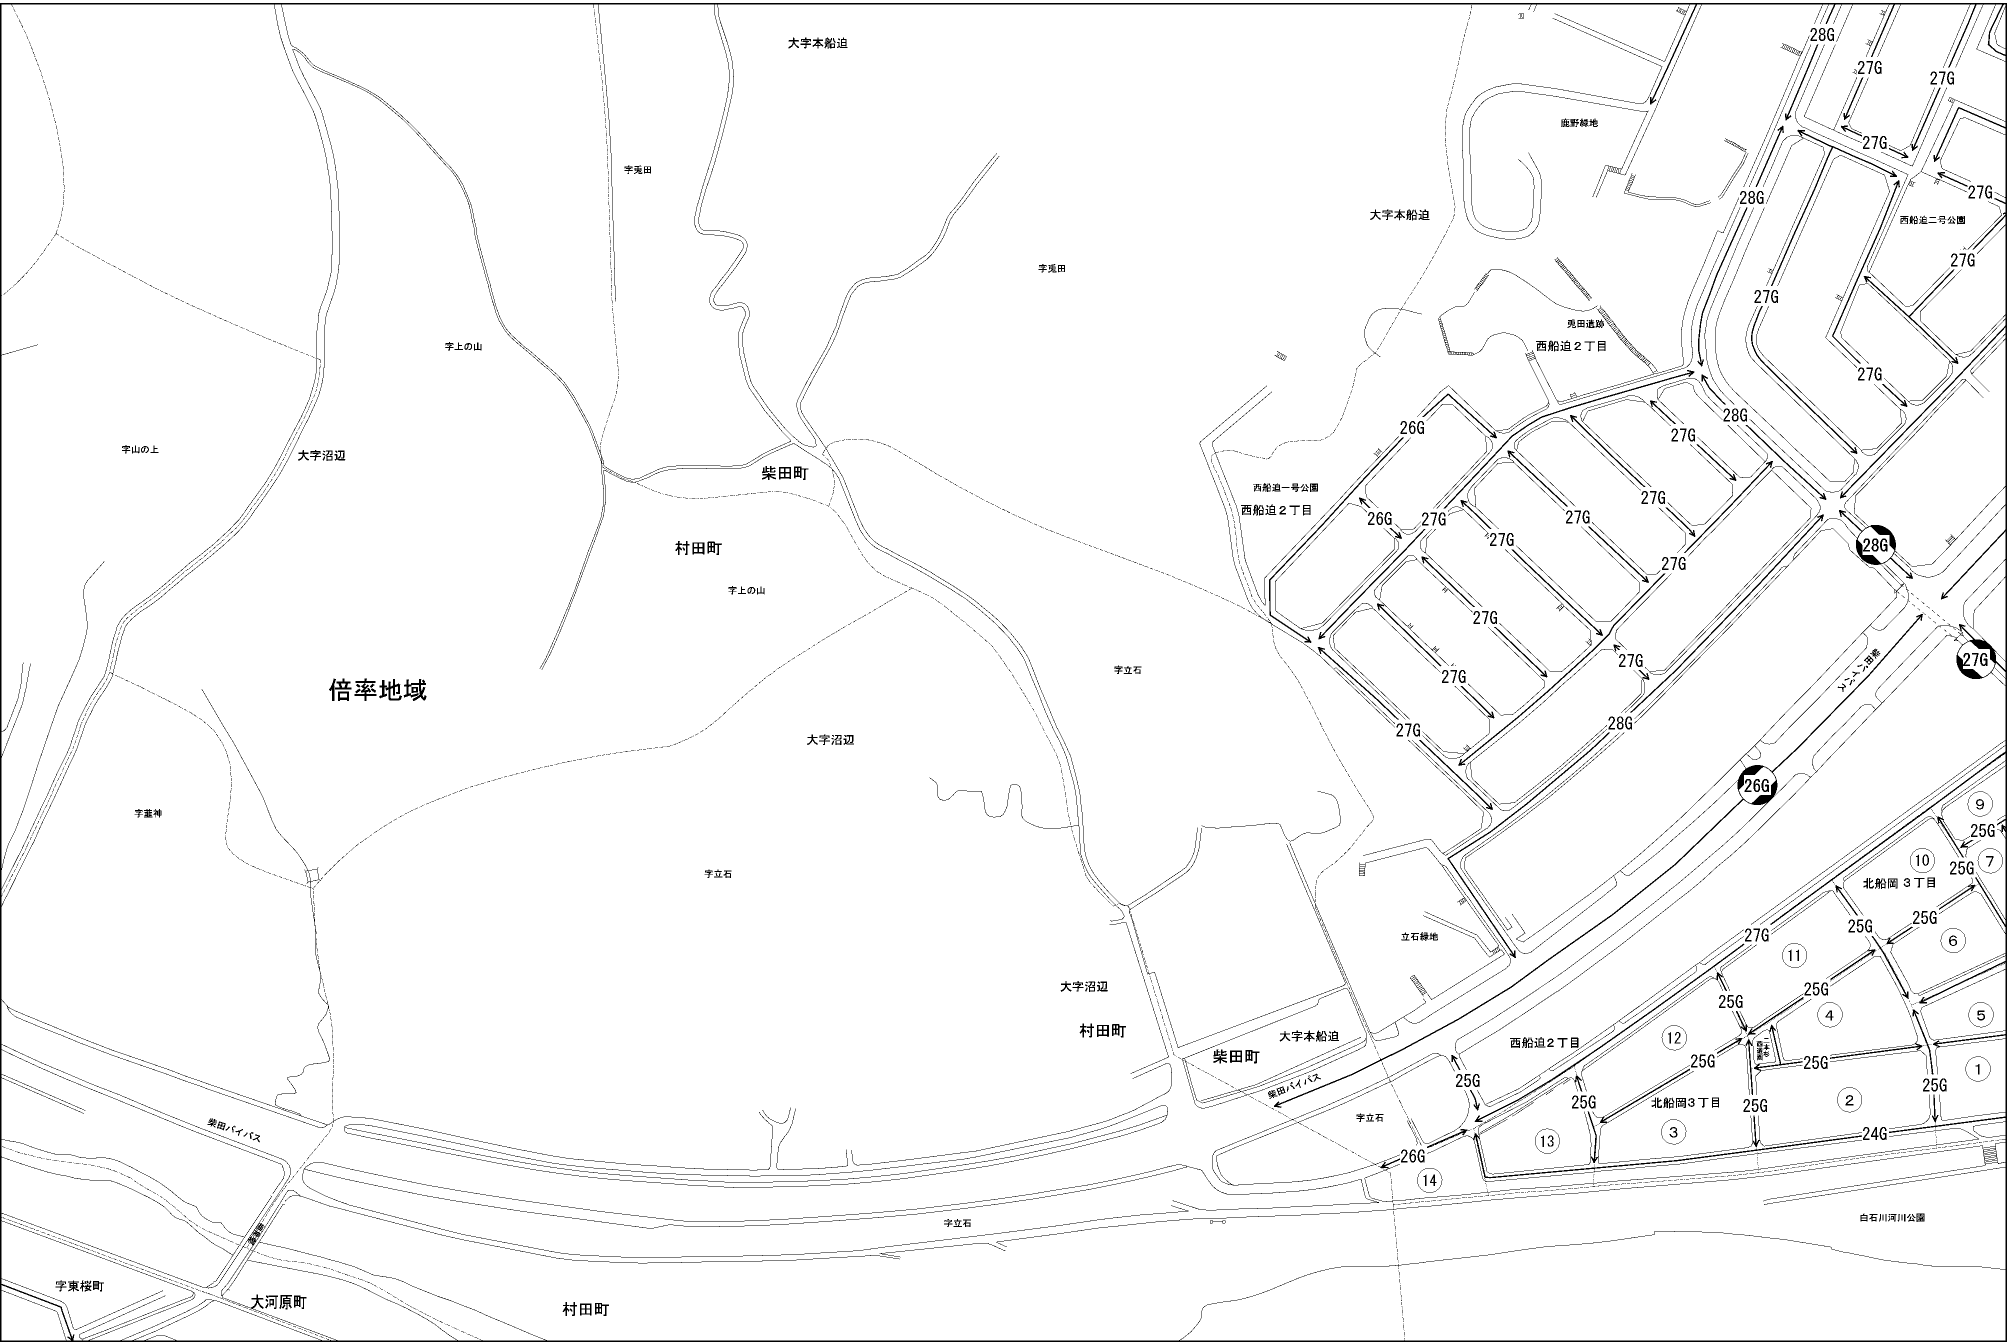 大字本船迫
28G
27G
27G
27G
鹿野緑地
字兎田
27G
28G
大字本船迫
西船迫二号公園
27G
字兎田
27G
27G
兎田遺跡
西船迫2丁目
字上の山
27G
28G
26G
27G
字山の上
大字沼辺
柴田町
西船迫一号公園
西船迫2丁目
27G
26G
27G
27G
27G
28G
村田町
27G
字上の山
27G
27G
27G
字立石
27G
倍率地域
柴田バイパス
28G
27G
大字沼辺
26G
字韮神
9
25G
字立石
10
7
25G
北船岡3丁目
25G
25G
6
立石緑地
27G
11
大字沼辺
25G
25G
4
5
村田町
大字本船迫
12
西船迫2丁目
柴田町
25G
25G
1
柴田バイパス
25G
25G
25G
北船岡3丁目
25G
2
字立石
柴田バイパス
13
3
24G
26G
14
字立石
白石川河川公園
字東桜町
大河原町
村田町